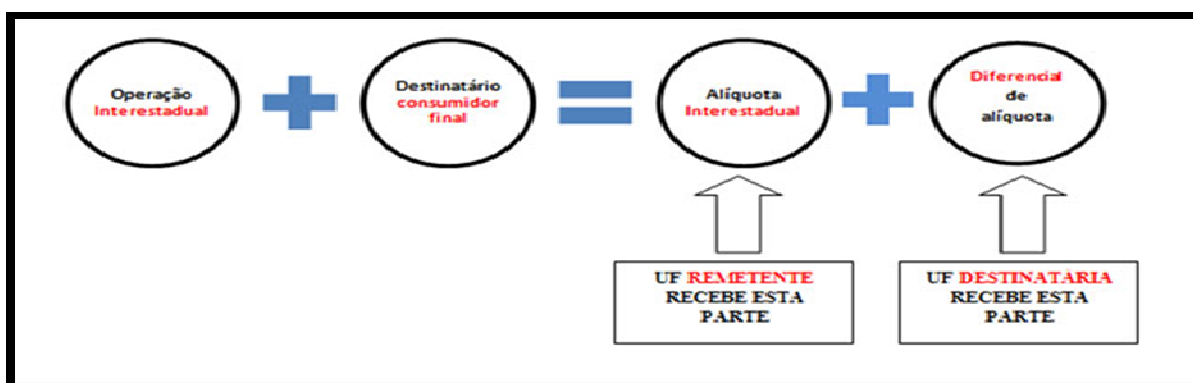 Operação
Interestadual
Destinatário
consumidor
final
Alíquota
Interestadual
Diferencial
de
alíquota
UF REMETENTE
RECEBE ESTA
PARTE
UF DESTINATÁRIA
RECEBE ESTA
PARTE